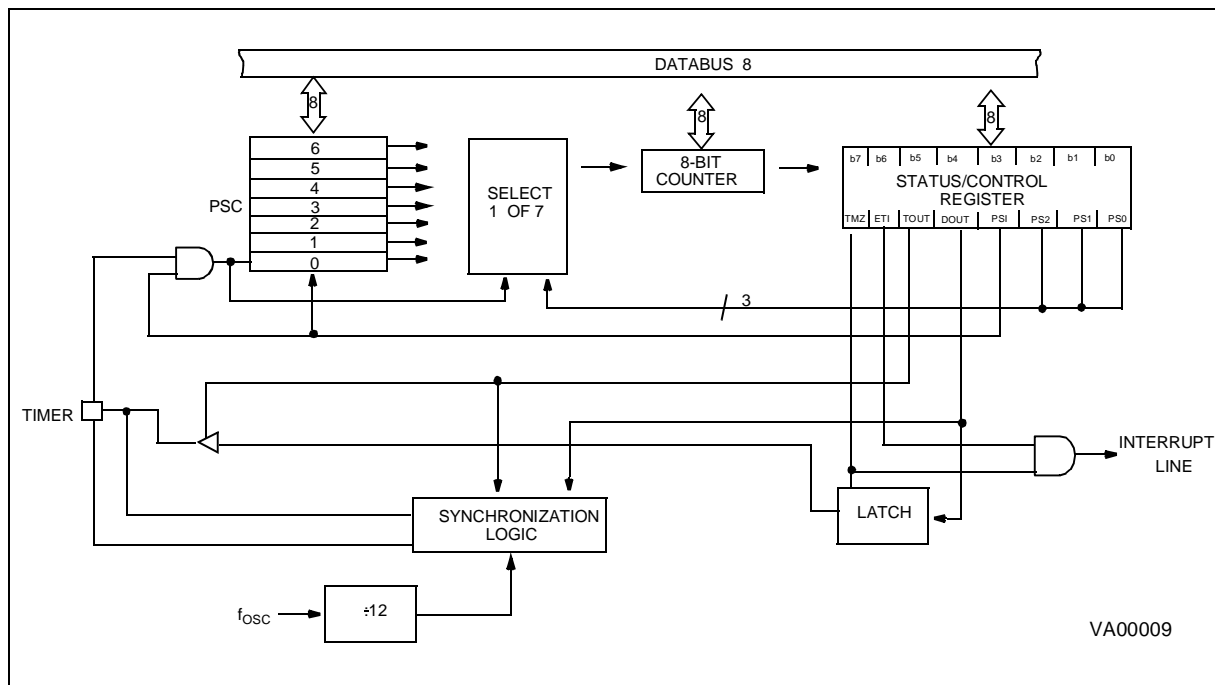 DATABUS 8
8
8
8
6
5
4
3
2
1
0
PSC
SELECT
1 OF 7
8-BIT
COUNTER
b7 b6 b5 b4 b3 b2 b1 b0
STATUS/CONTROL
REGISTER
TMZ ETI TOUT DOUT PSI PS2 PS1 PS0
3
TIMER
INTERRUPT
LINE
LATCH
SYNCHRONIZATION
LOGIC
fOSC
÷12
VA00009